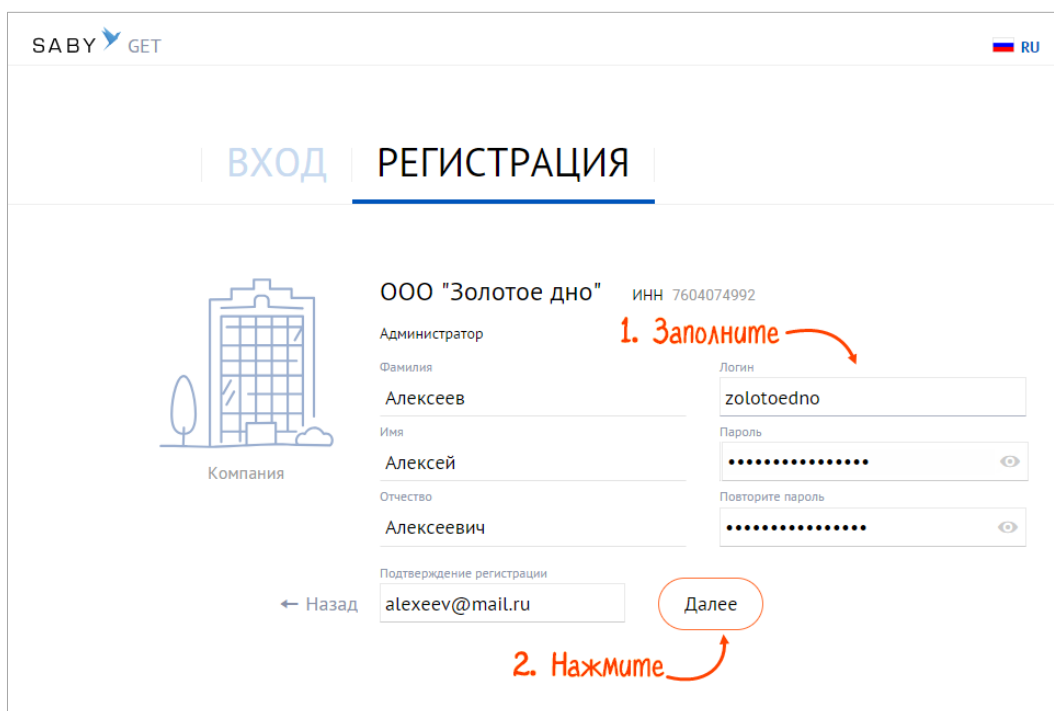 SABY GET
RU
ВХОД РЕГИСТРАЦИЯ
ООО "Золотое дно" ИНН 7604074992
Администратор
1. Заполните
Фамилия
Алексеев
Логин
zolotoedno
Имя
Алексей
Пароль
••••••••••••••••
Компания
Отчество
Алексеевич
Повторите пароль
••••••••••••••••
Подтверждение регистрации
← Назад alexeev@mail.ru Далее
2. Нажмите